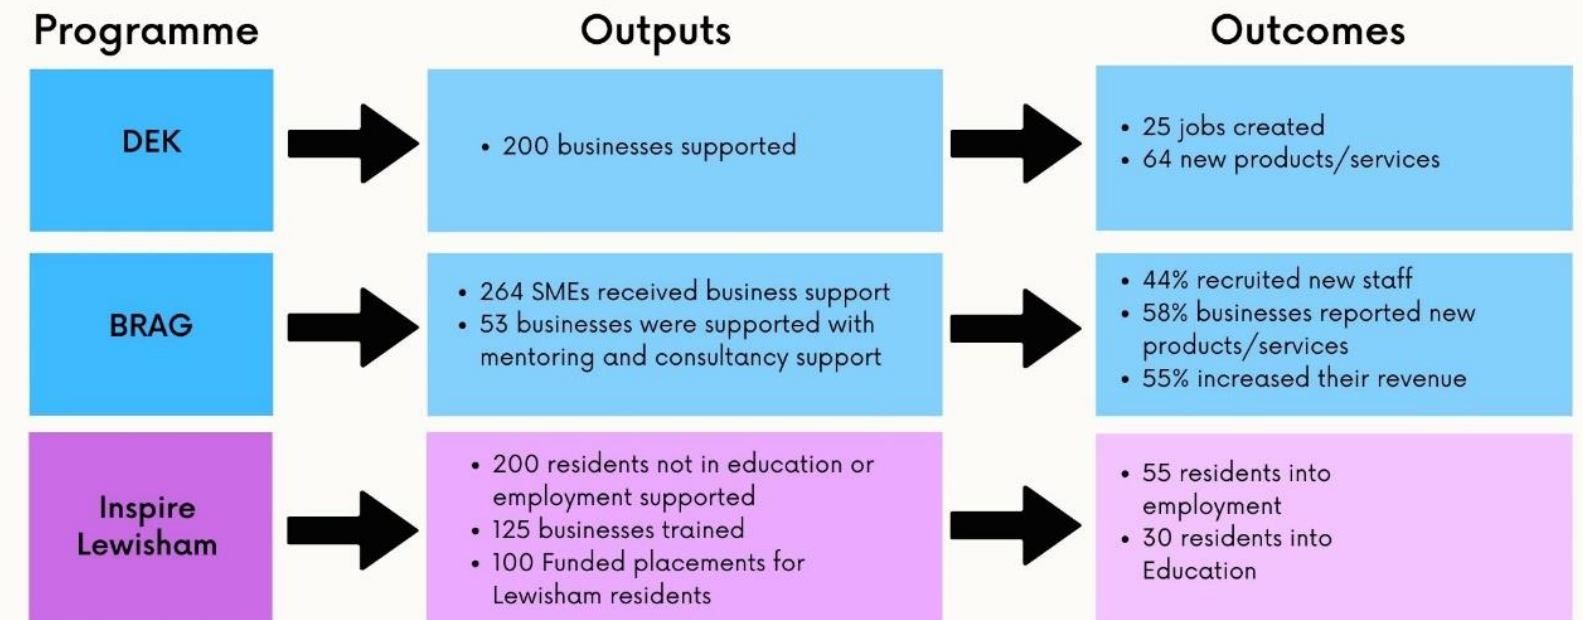 Programme
Outputs
Outcomes
DEK
• 200 businesses supported
• 25 jobs created
• 64 new products/services
BRAG
• 264 SMEs received business support
• 53 businesses were supported with
mentoring and consultancy support
• 44% recruited new staff
• 58% businesses reported new
products/services
• 55% increased their revenue
Inspire
Lewisham
• 200 residents not in education or
employment supported
• 125 businesses trained
• 100 Funded placements for
Lewisham residents
• 55 residents into
employment
• 30 residents into
Education